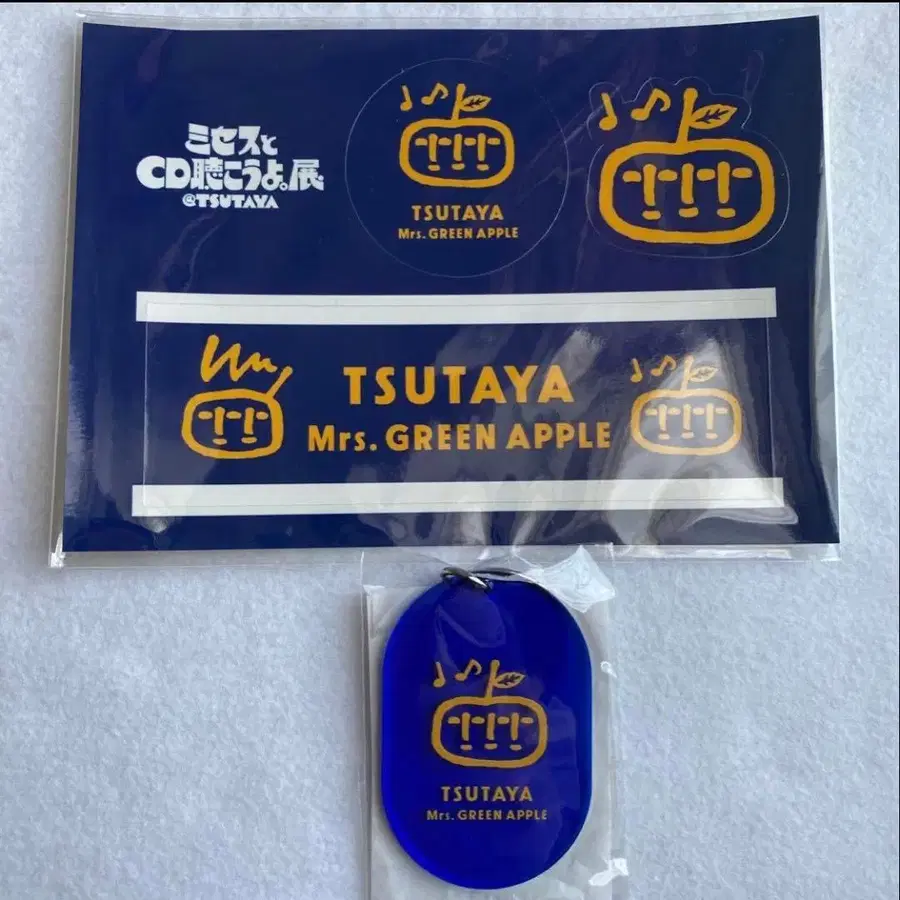 ミセスと
CD聴こうよ。展
@TSUTAYA
TSUTAYA
Mrs. GREEN APPLE
TSUTAYA
Mrs. GREEN APPLE
TSUTAYA
Mrs. GREEN APPLE